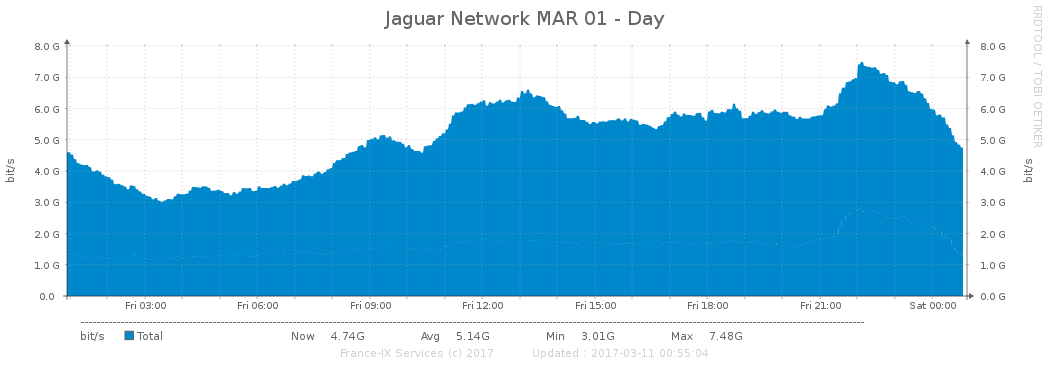 Jaguar Network MAR 01 - Day
RRDTOOL / TOBI OETIKER
bit/s
8.0 G 8.0 G
7.0 G 7.0 G
6.0 G 6.0 G
5.0 G 5.0 G
4.0 G 4.0 G
3.0 G 3.0 G
2.0 G 2.0 G
1.0 G 1.0 G
0.0 0.0 G
bit/s
Fri 03:00 Fri 06:00 Fri 09:00 Fri 12:00 Fri 15:00 Fri 18:00 Fri 21:00 Sat 00:00
bit/s Total Now 4.74G Avg 5.14G Min 3.01G Max 7.48G
France-IX Services (c) 2017 Updated : 2017-03-11 00:55:04